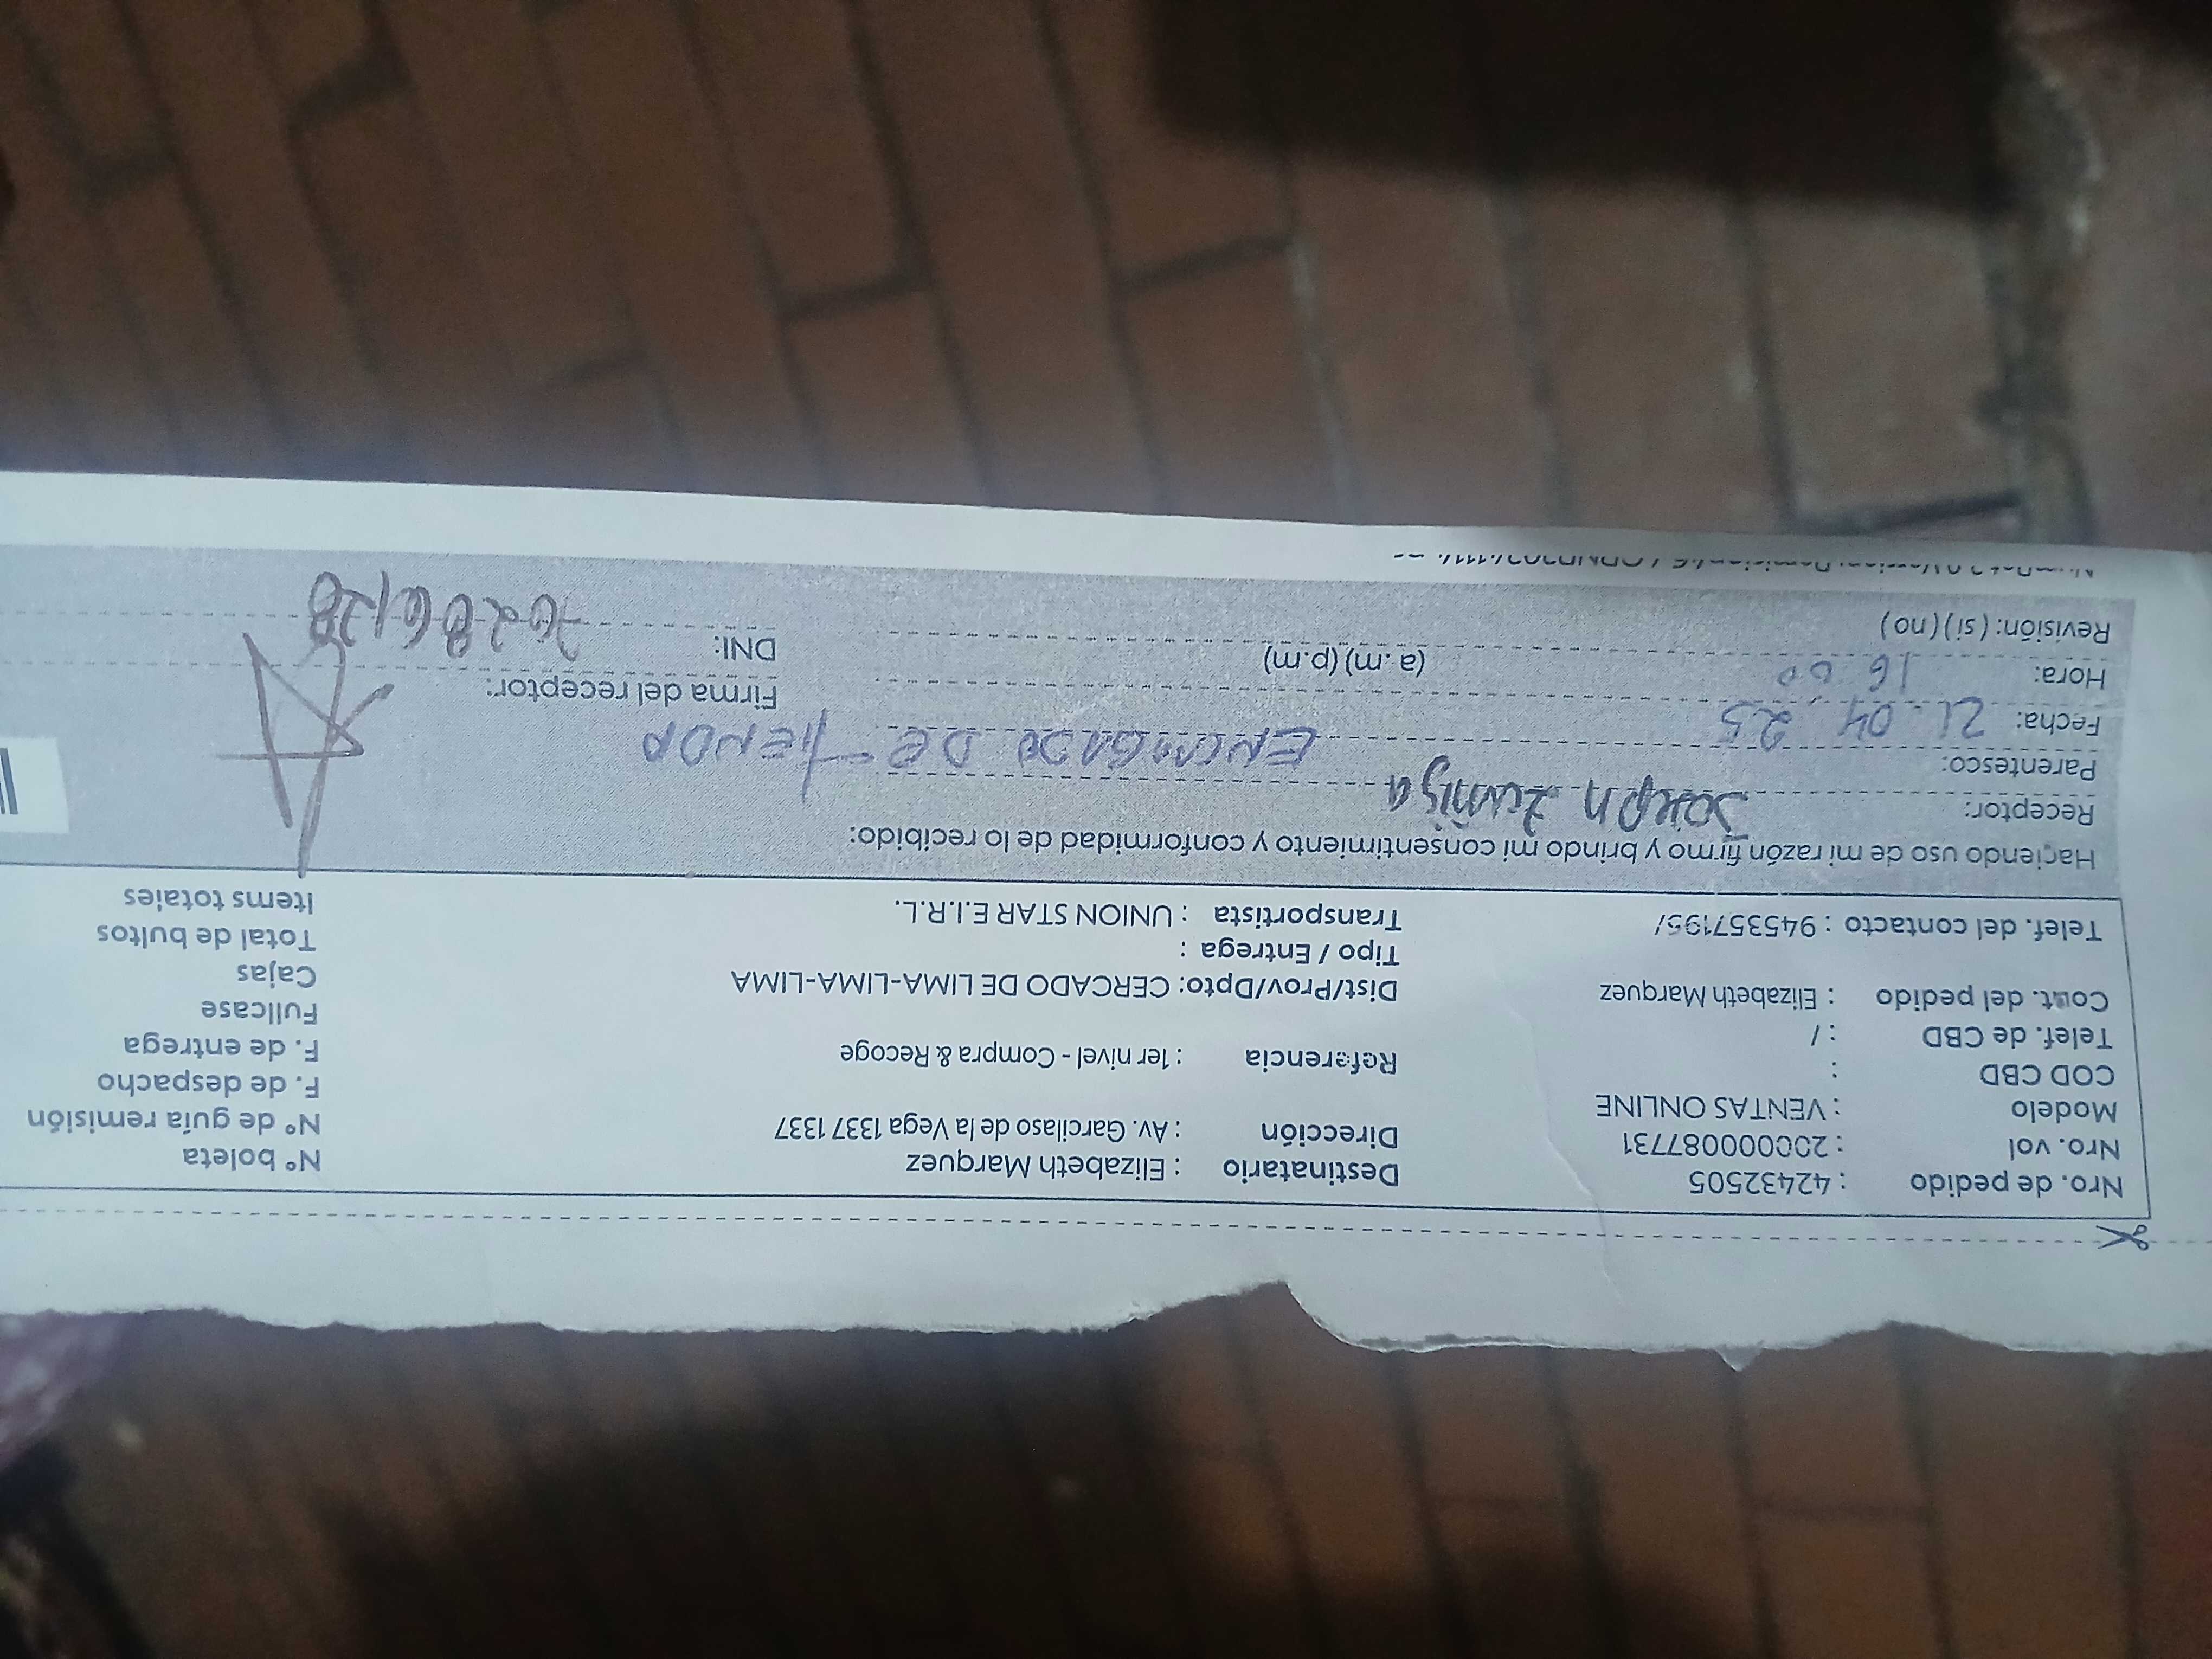 Nro. de pedido : 42432505
Nro. vol : 20000087731
Modelo : VENTAS ONLINE
COD CBD :
Telef. de CBD : /
Cont. del pedido : Elizabeth Marquez
Telef. del contacto : 945357195/
Destinatario : Elizabeth Marquez
Dirección : Av. Garcilaso de la Vega 1337 1337
Referencia : 1er nivel - Compra & Recoge
Dist/Prov/Dpto: CERCADO DE LIMA-LIMA-LIMA
Tipo / Entrega :
Transportista : UNION STAR E.I.R.L.
N° boleta
N° de guía remisión
F. de despacho
F. de entrega
Fullcase
Cajas
Total de bultos
Items totales
Haciendo uso de mi razón firmo y brindo mi consentimiento y conformidad de lo recibido:
Receptor: Zuñiga
Parentesco: ENCARGADO DE TIENDA
Fecha: 21.04.25
Hora: 16 00 (a.m) (p.m)
Revisión: (si) (no)
Firma del receptor:
DNI: 70286128